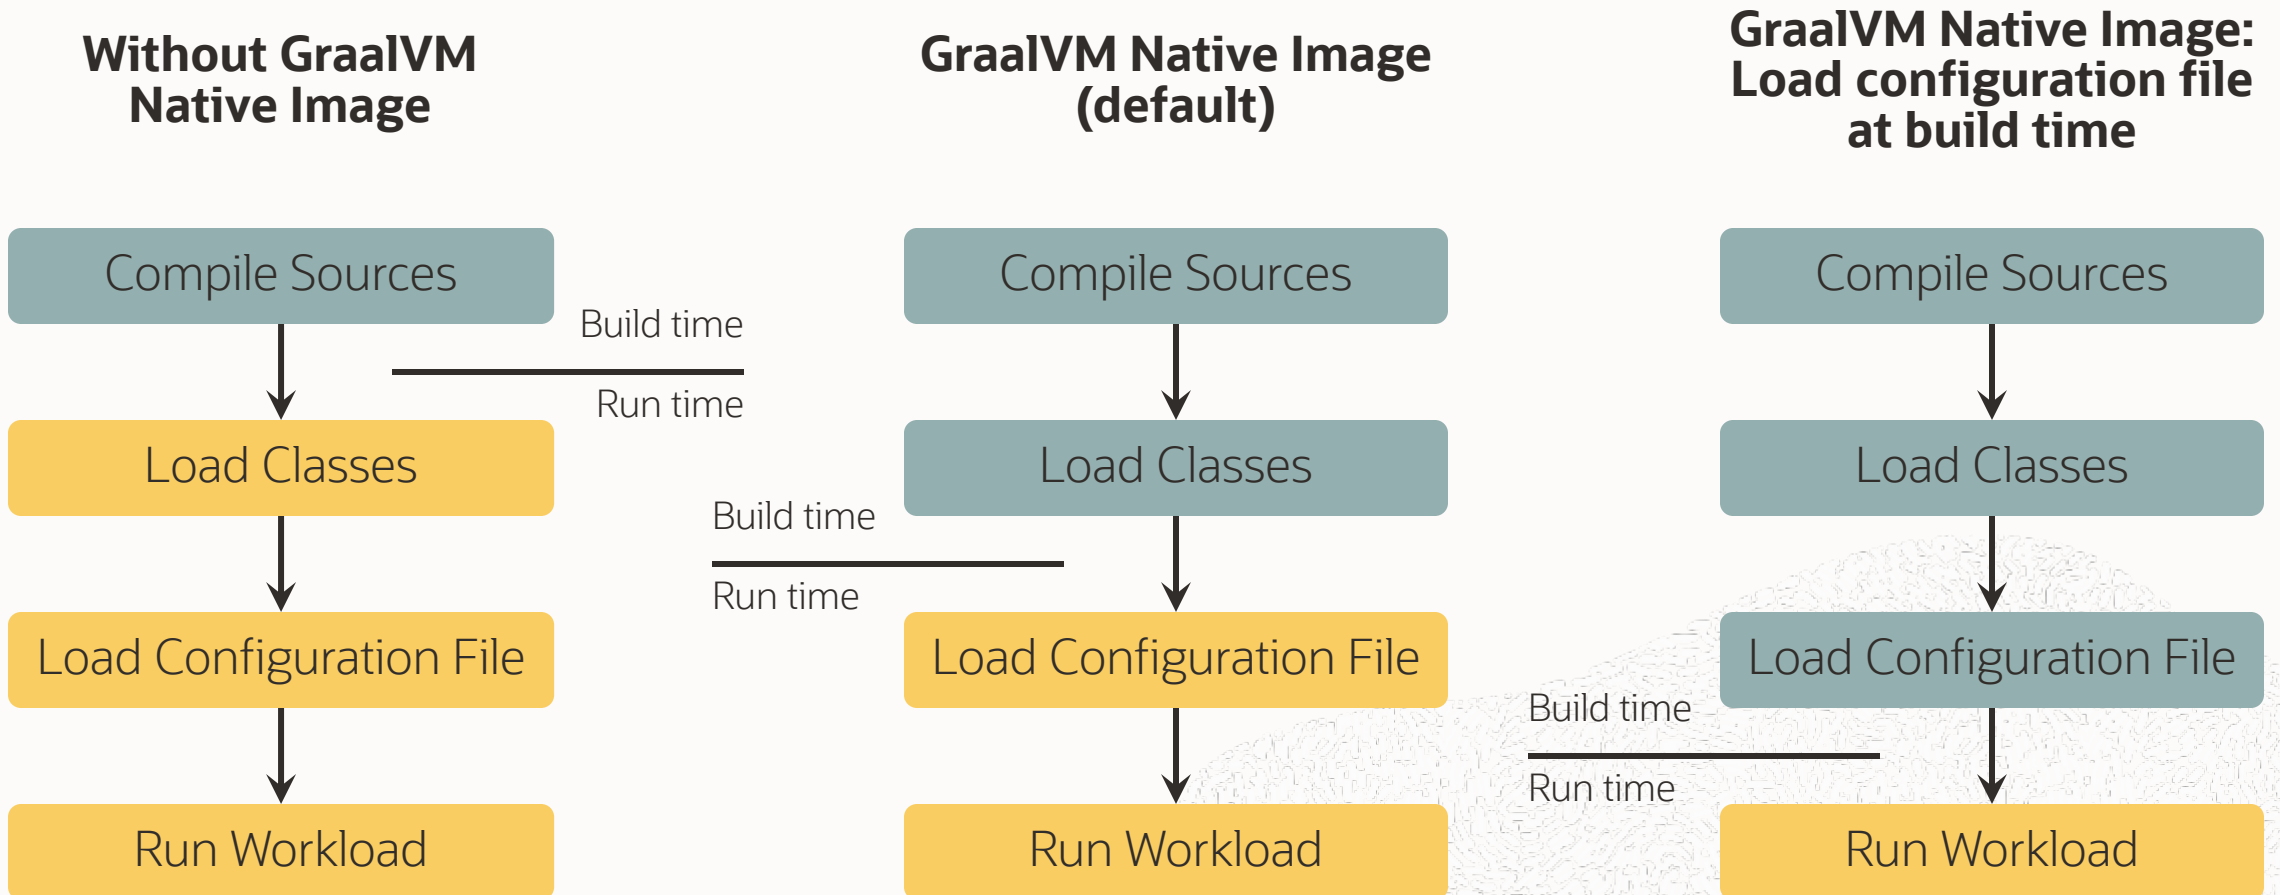 Without GraalVM
Native Image
Compile Sources
Build time
Run time
Load Classes
Load Configuration File
Run Workload
GraalVM Native Image
(default)
Compile Sources
Load Classes
Build time
Run time
Load Configuration File
Run Workload
GraalVM Native Image:
Load configuration file
at build time
Compile Sources
Load Classes
Load Configuration File
Build time
Run time
Run Workload